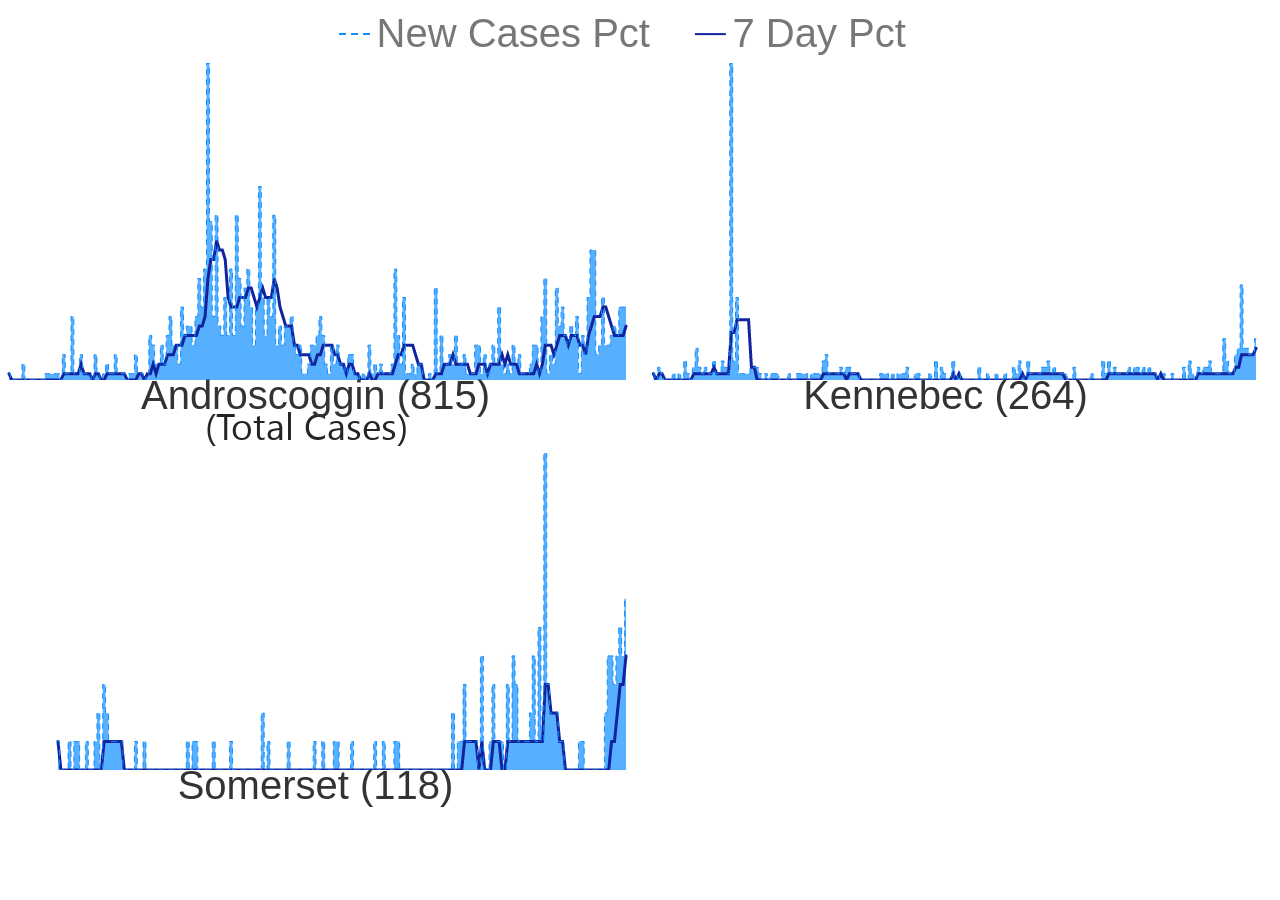 New Cases Pct 7 Day Pct
Androscoggin (815)
(Total Cases)
Kennebec (264)
Somerset (118)